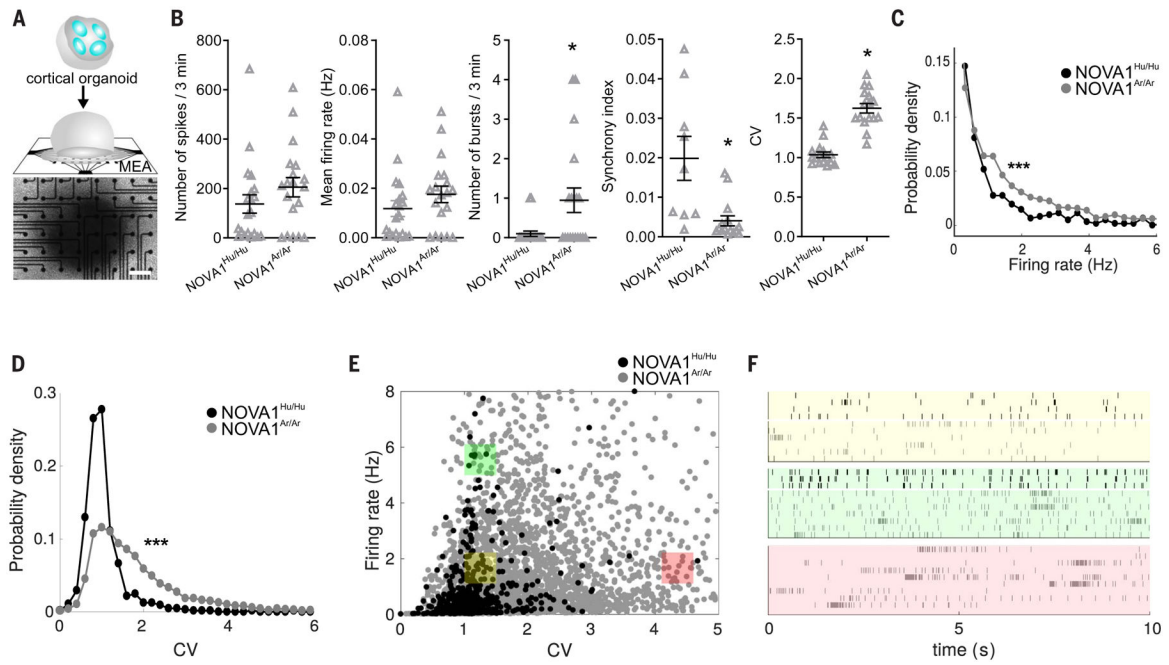 A
cortical organoid
MEA
B
Number of spikes / 3 min
800
600
400
200
0
NOVA1Hu/Hu
NOVA1Ar/Ar
Mean firing rate (Hz)
0.08
0.06
0.04
0.02
0.00
NOVA1Hu/Hu
NOVA1Ar/Ar
Number of bursts / 3 min
5
4
3
2
1
0
*
NOVA1Hu/Hu
NOVA1Ar/Ar
Synchrony index
0.05
0.04
0.03
0.02
0.01
0.00
*
NOVA1Hu/Hu
NOVA1Ar/Ar
CV
2.5
2.0
1.5
1.0
0.5
0.0
*
NOVA1Hu/Hu
NOVA1Ar/Ar
C
Probability density
0.15
0.1
0.05
0
NOVA1Hu/Hu
NOVA1Ar/Ar
***
0 2 4 6
Firing rate (Hz)
D
Probability density
0.3
0.2
0.1
0
NOVA1Hu/Hu
NOVA1Ar/Ar
***
0 2 4 6
CV
E
NOVA1Hu/Hu
NOVA1Ar/Ar
Firing rate (Hz)
8
6
4
2
0
0 1 2 3 4 5
CV
F
0 5 10
time (s)